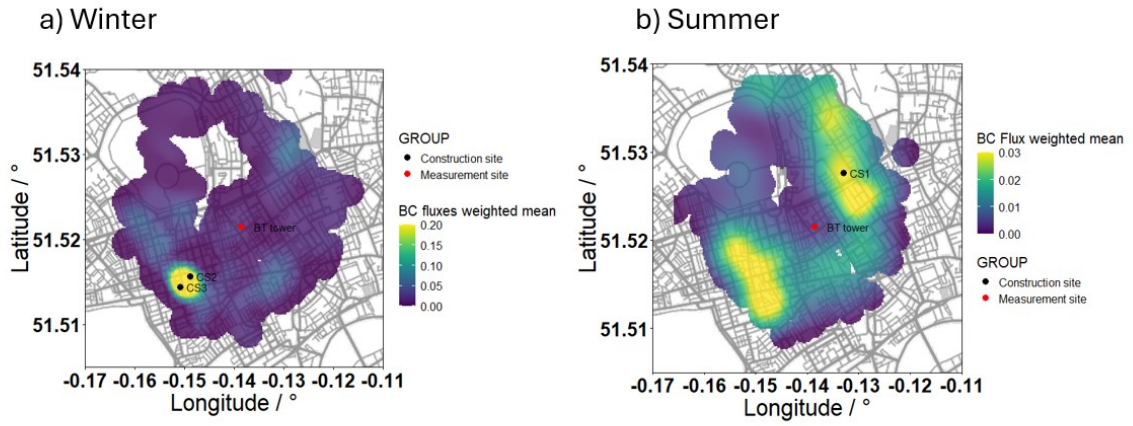 a) Winter
51.54
51.53
51.52
51.51
Latitude / °
-0.17 -0.16 -0.15 -0.14 -0.13 -0.12 -0.11
Longitude / °
BT tower
CS2
CS3
GROUP
Construction site
Measurement site
BC fluxes weighted mean
0.20
0.15
0.10
0.05
0.00
b) Summer
51.54
51.53
51.52
51.51
Latitude / °
-0.17 -0.16 -0.15 -0.14 -0.13 -0.12 -0.11
Longitude / °
CS1
BT tower
BC Flux weighted mean
0.03
0.02
0.01
0.00
GROUP
Construction site
Measurement site